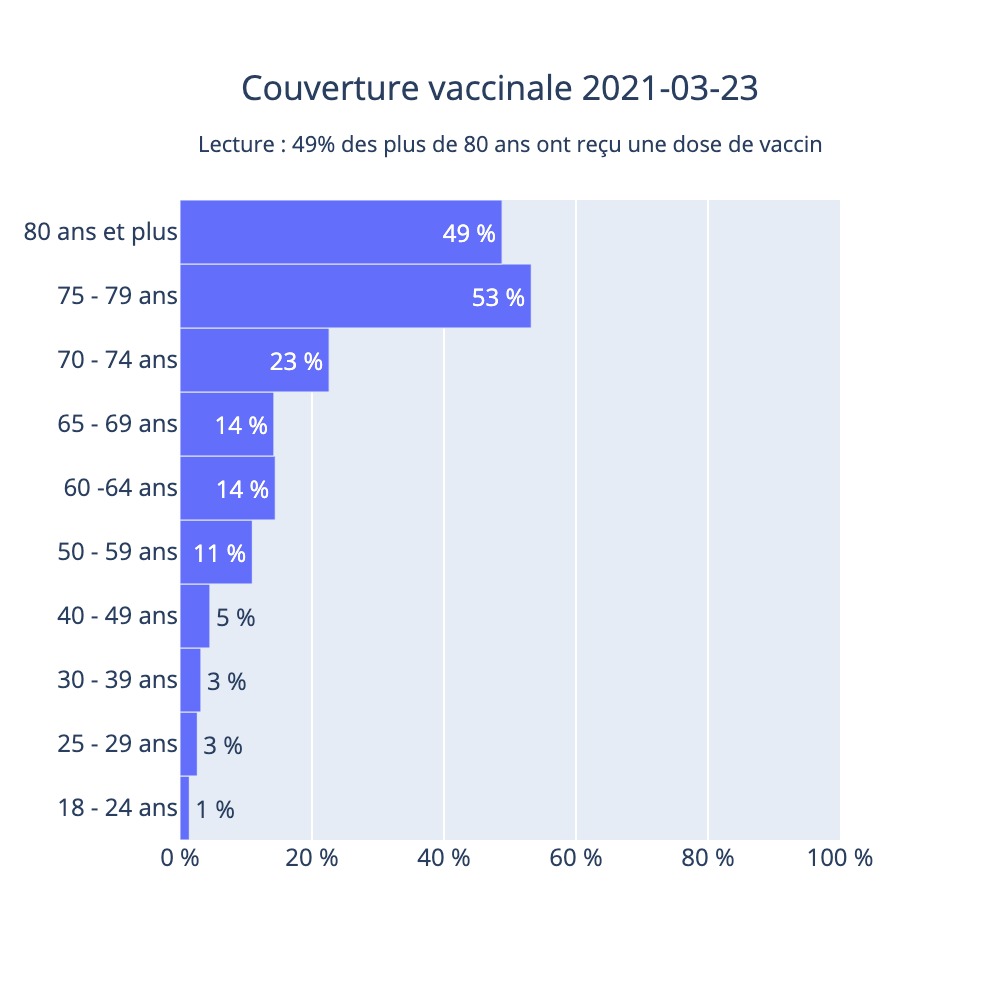 Couverture vaccinale 2021-03-23
Lecture : 49% des plus de 80 ans ont reçu une dose de vaccin
80 ans et plus 49 %
75 - 79 ans 53 %
70 - 74 ans 23 %
65 - 69 ans 14 %
60 -64 ans 14 %
50 - 59 ans 11 %
40 - 49 ans 5 %
30 - 39 ans 3 %
25 - 29 ans 3 %
18 - 24 ans 1 %
0 % 20 % 40 % 60 % 80 % 100 %